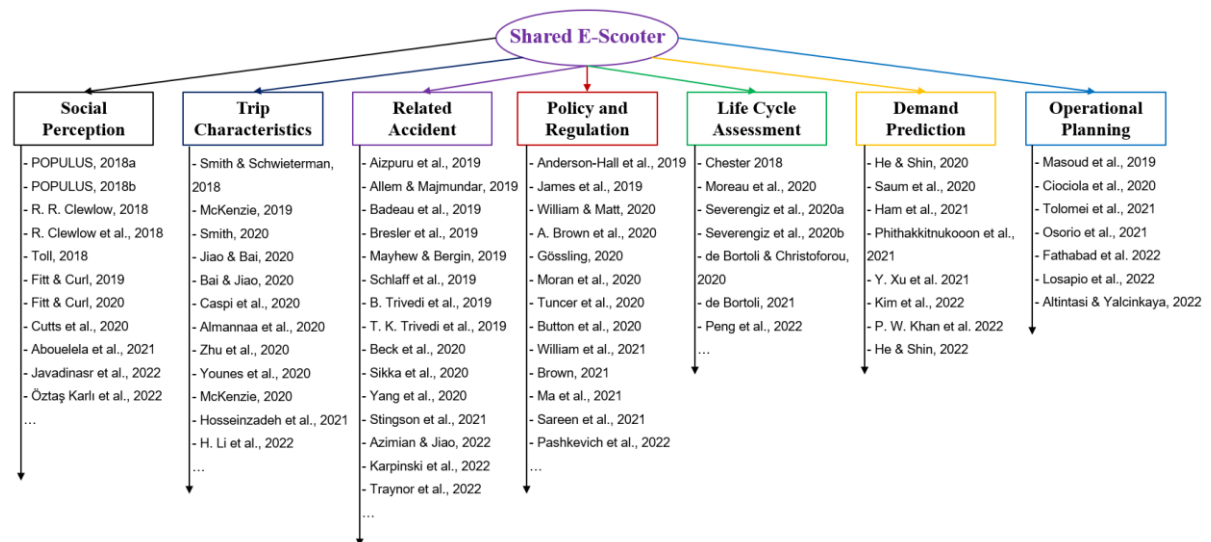 Shared E-Scooter
Social
Perception
- POPULUS, 2018a
- POPULUS, 2018b
- R. R. Clewlow, 2018
- R. Clewlow et al., 2018
- Toll, 2018
- Fitt & Curl, 2019
- Fitt & Curl, 2020
- Cutts et al., 2020
- Abouelela et al., 2021
- Javadinasr et al., 2022
- Öztaş Karlı et al., 2022
...
Trip
Characteristics
- Smith & Schwieterman,
2018
- McKenzie, 2019
- Smith, 2020
- Jiao & Bai, 2020
- Bai & Jiao, 2020
- Caspi et al., 2020
- Almannaa et al., 2020
- Zhu et al., 2020
- Younes et al., 2020
- McKenzie, 2020
- Hosseinzadeh et al., 2021
- H. Li et al., 2022
...
Related
Accident
- Aizpuru et al., 2019
- Allem & Majmundar, 2019
- Badeau et al., 2019
- Bresler et al., 2019
- Mayhew & Bergin, 2019
- Schlaff et al., 2019
- B. Trivedi et al., 2019
- T. K. Trivedi et al., 2019
- Beck et al., 2020
- Sikka et al., 2020
- Yang et al., 2020
- Stingson et al., 2021
- Azimian & Jiao, 2022
- Karpinski et al., 2022
- Traynor et al., 2022
...
Policy and
Regulation
- Anderson-Hall et al., 2019
- James et al., 2019
- William & Matt, 2020
- A. Brown et al., 2020
- Gössling, 2020
- Moran et al., 2020
- Tuncer et al., 2020
- Button et al., 2020
- William et al., 2021
- Brown, 2021
- Ma et al., 2021
- Sareen et al., 2021
- Pashkevich et al., 2022
...
Life Cycle
Assessment
- Chester 2018
- Moreau et al., 2020
- Severengiz et al., 2020a
- Severengiz et al., 2020b
- de Bortoli & Christoforou,
2020
- de Bortoli, 2021
- Peng et al., 2022
...
Demand
Prediction
- He & Shin, 2020
- Saum et al., 2020
- Ham et al., 2021
- Phithakkitnukooon et al.,
2021
- Y. Xu et al. 2021
- Kim et al., 2022
- P. W. Khan et al. 2022
- He & Shin, 2022
Operational
Planning
- Masoud et al., 2019
- Ciociola et al., 2020
- Tolomei et al., 2021
- Osorio et al., 2021
- Fathabad et al. 2022
- Losapio et al., 2022
- Altintasi & Yalcinkaya, 2022